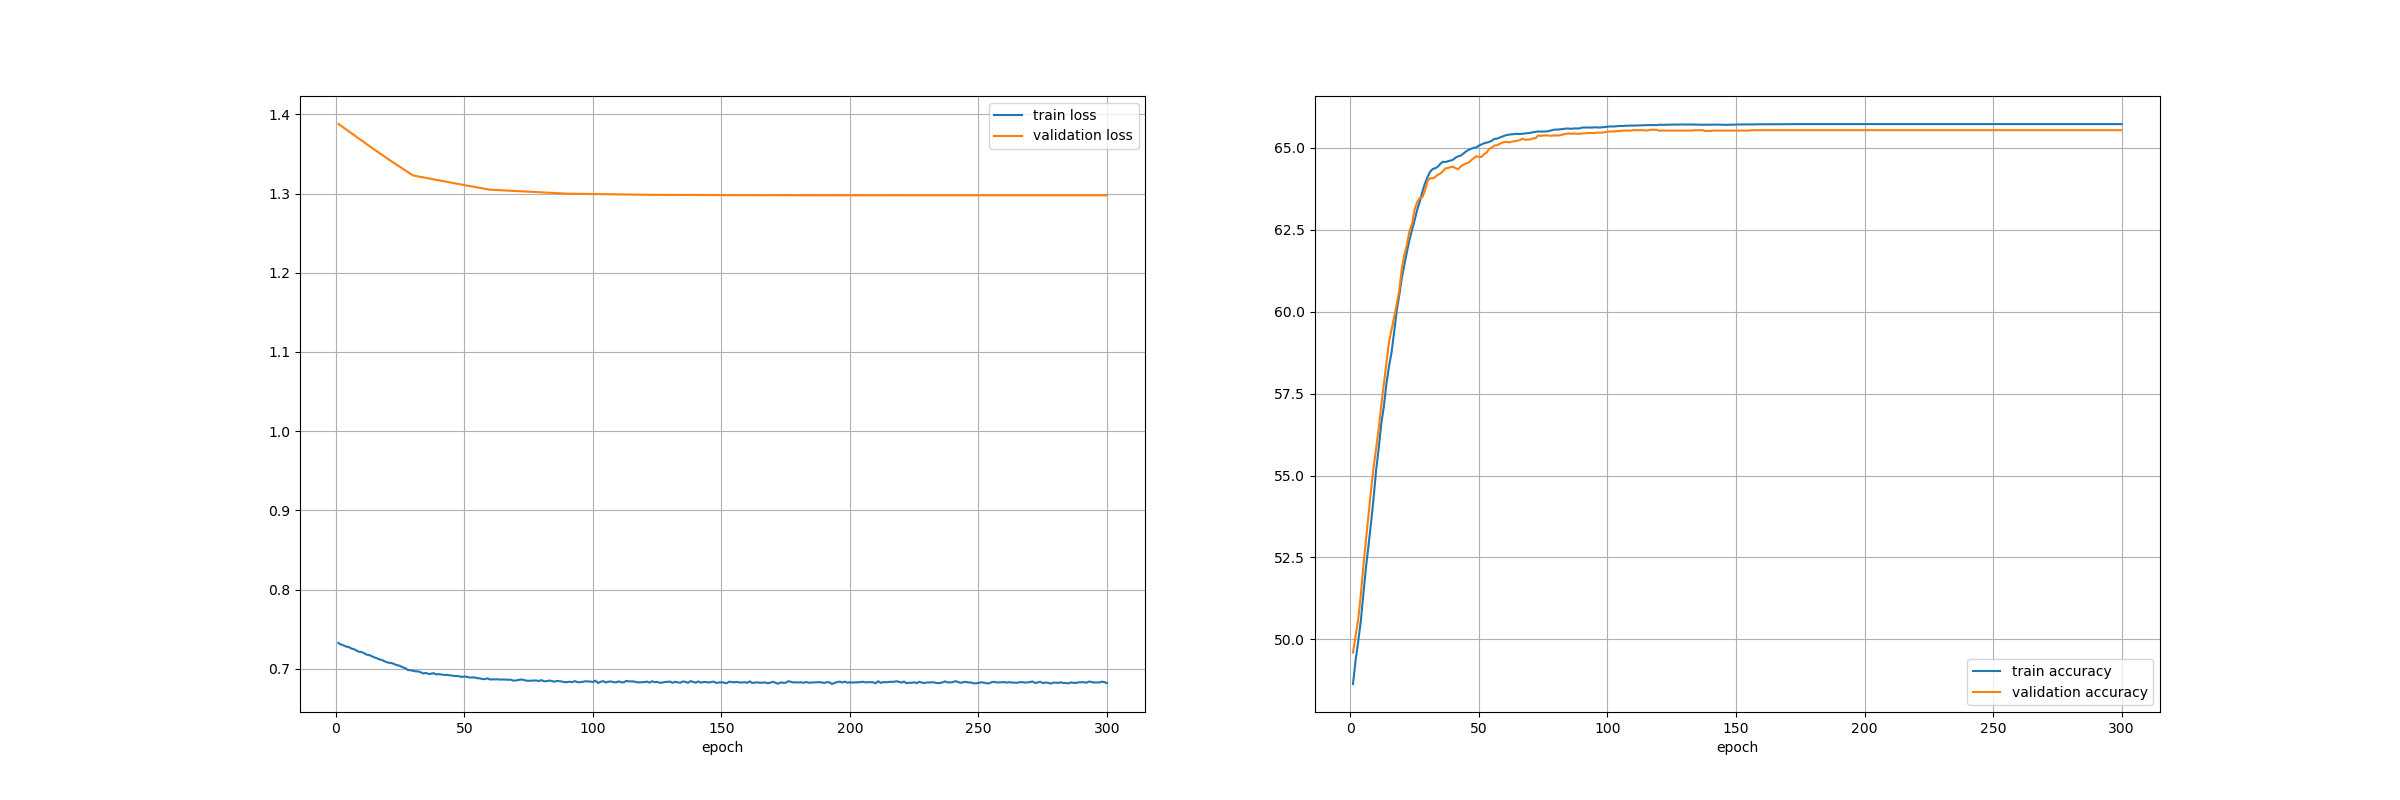 train loss
validation loss
1.4
1.3
1.2
1.1
1.0
0.9
0.8
0.7
0 50 100 150 200 250 300
epoch
65.0
62.5
60.0
57.5
55.0
52.5
50.0
train accuracy
validation accuracy
0 50 100 150 200 250 300
epoch